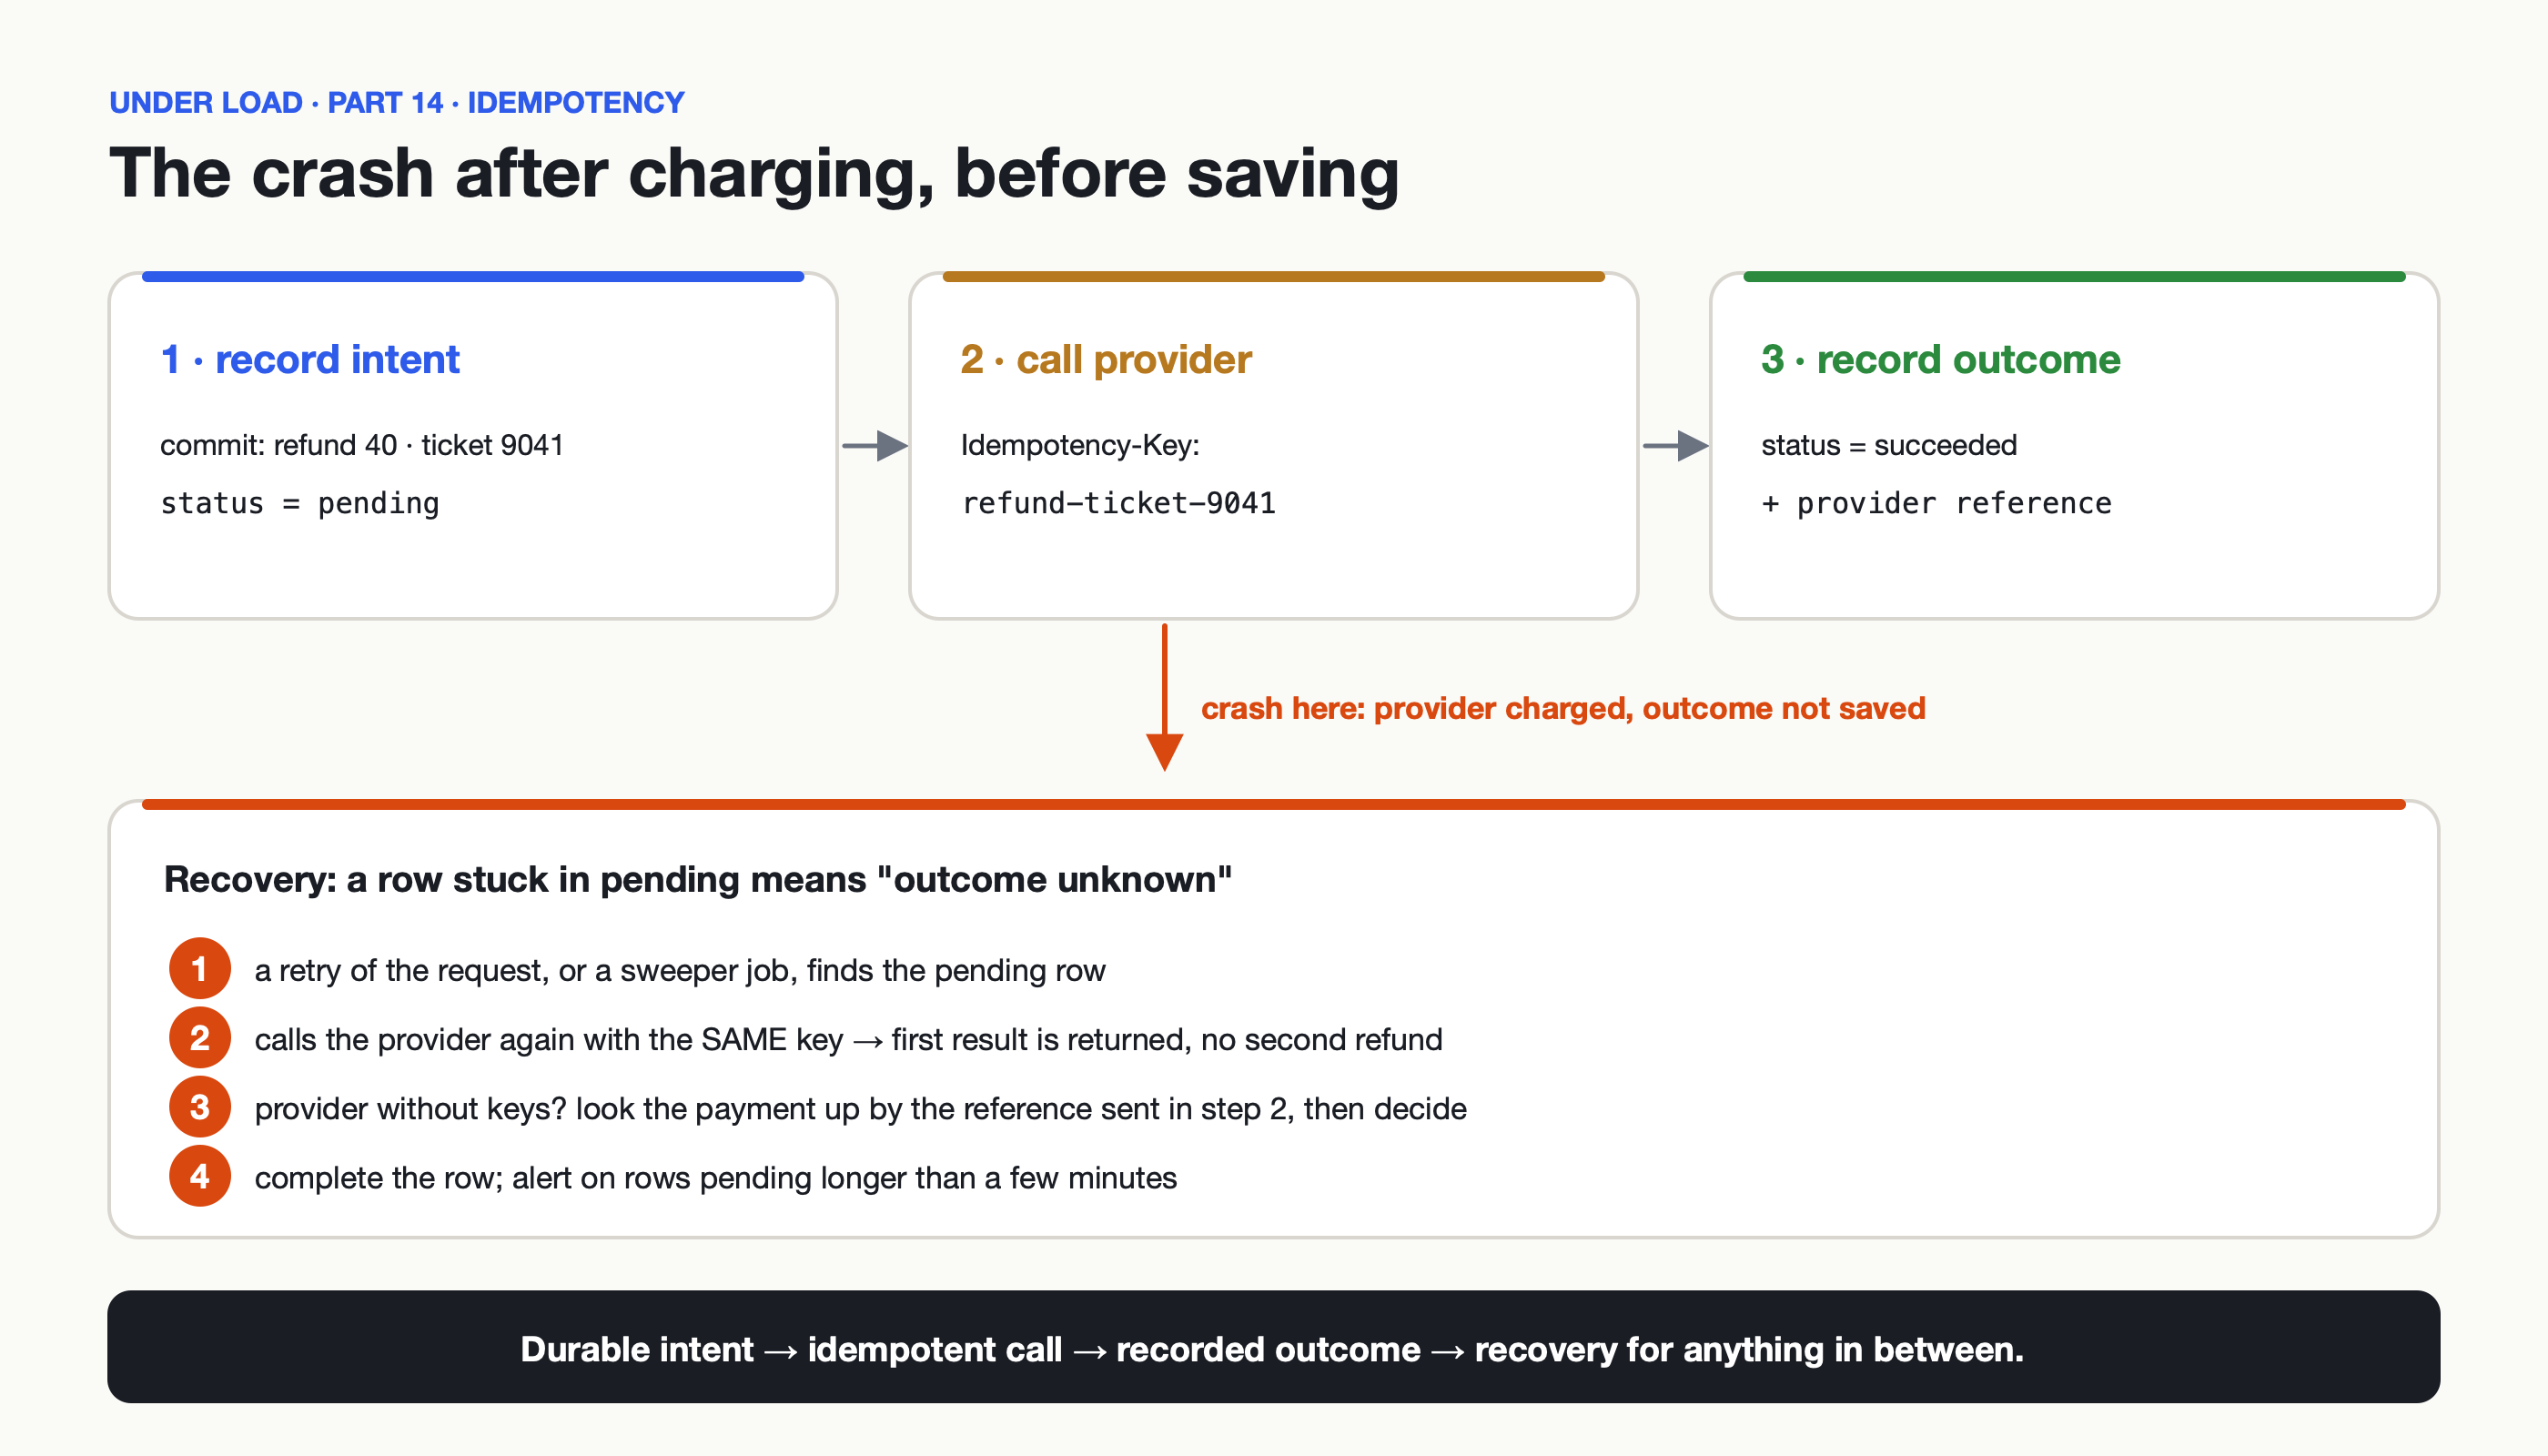 UNDER LOAD · PART 14 · IDEMPOTENCY
The crash after charging, before saving
1 · record intent
commit: refund 40 · ticket 9041
status = pending
2 · call provider
Idempotency-Key:
refund-ticket-9041
3 · record outcome
status = succeeded
+ provider reference
crash here: provider charged, outcome not saved
Recovery: a row stuck in pending means "outcome unknown"
1 a retry of the request, or a sweeper job, finds the pending row
2 calls the provider again with the SAME key → first result is returned, no second refund
3 provider without keys? look the payment up by the reference sent in step 2, then decide
4 complete the row; alert on rows pending longer than a few minutes
Durable intent → idempotent call → recorded outcome → recovery for anything in between.